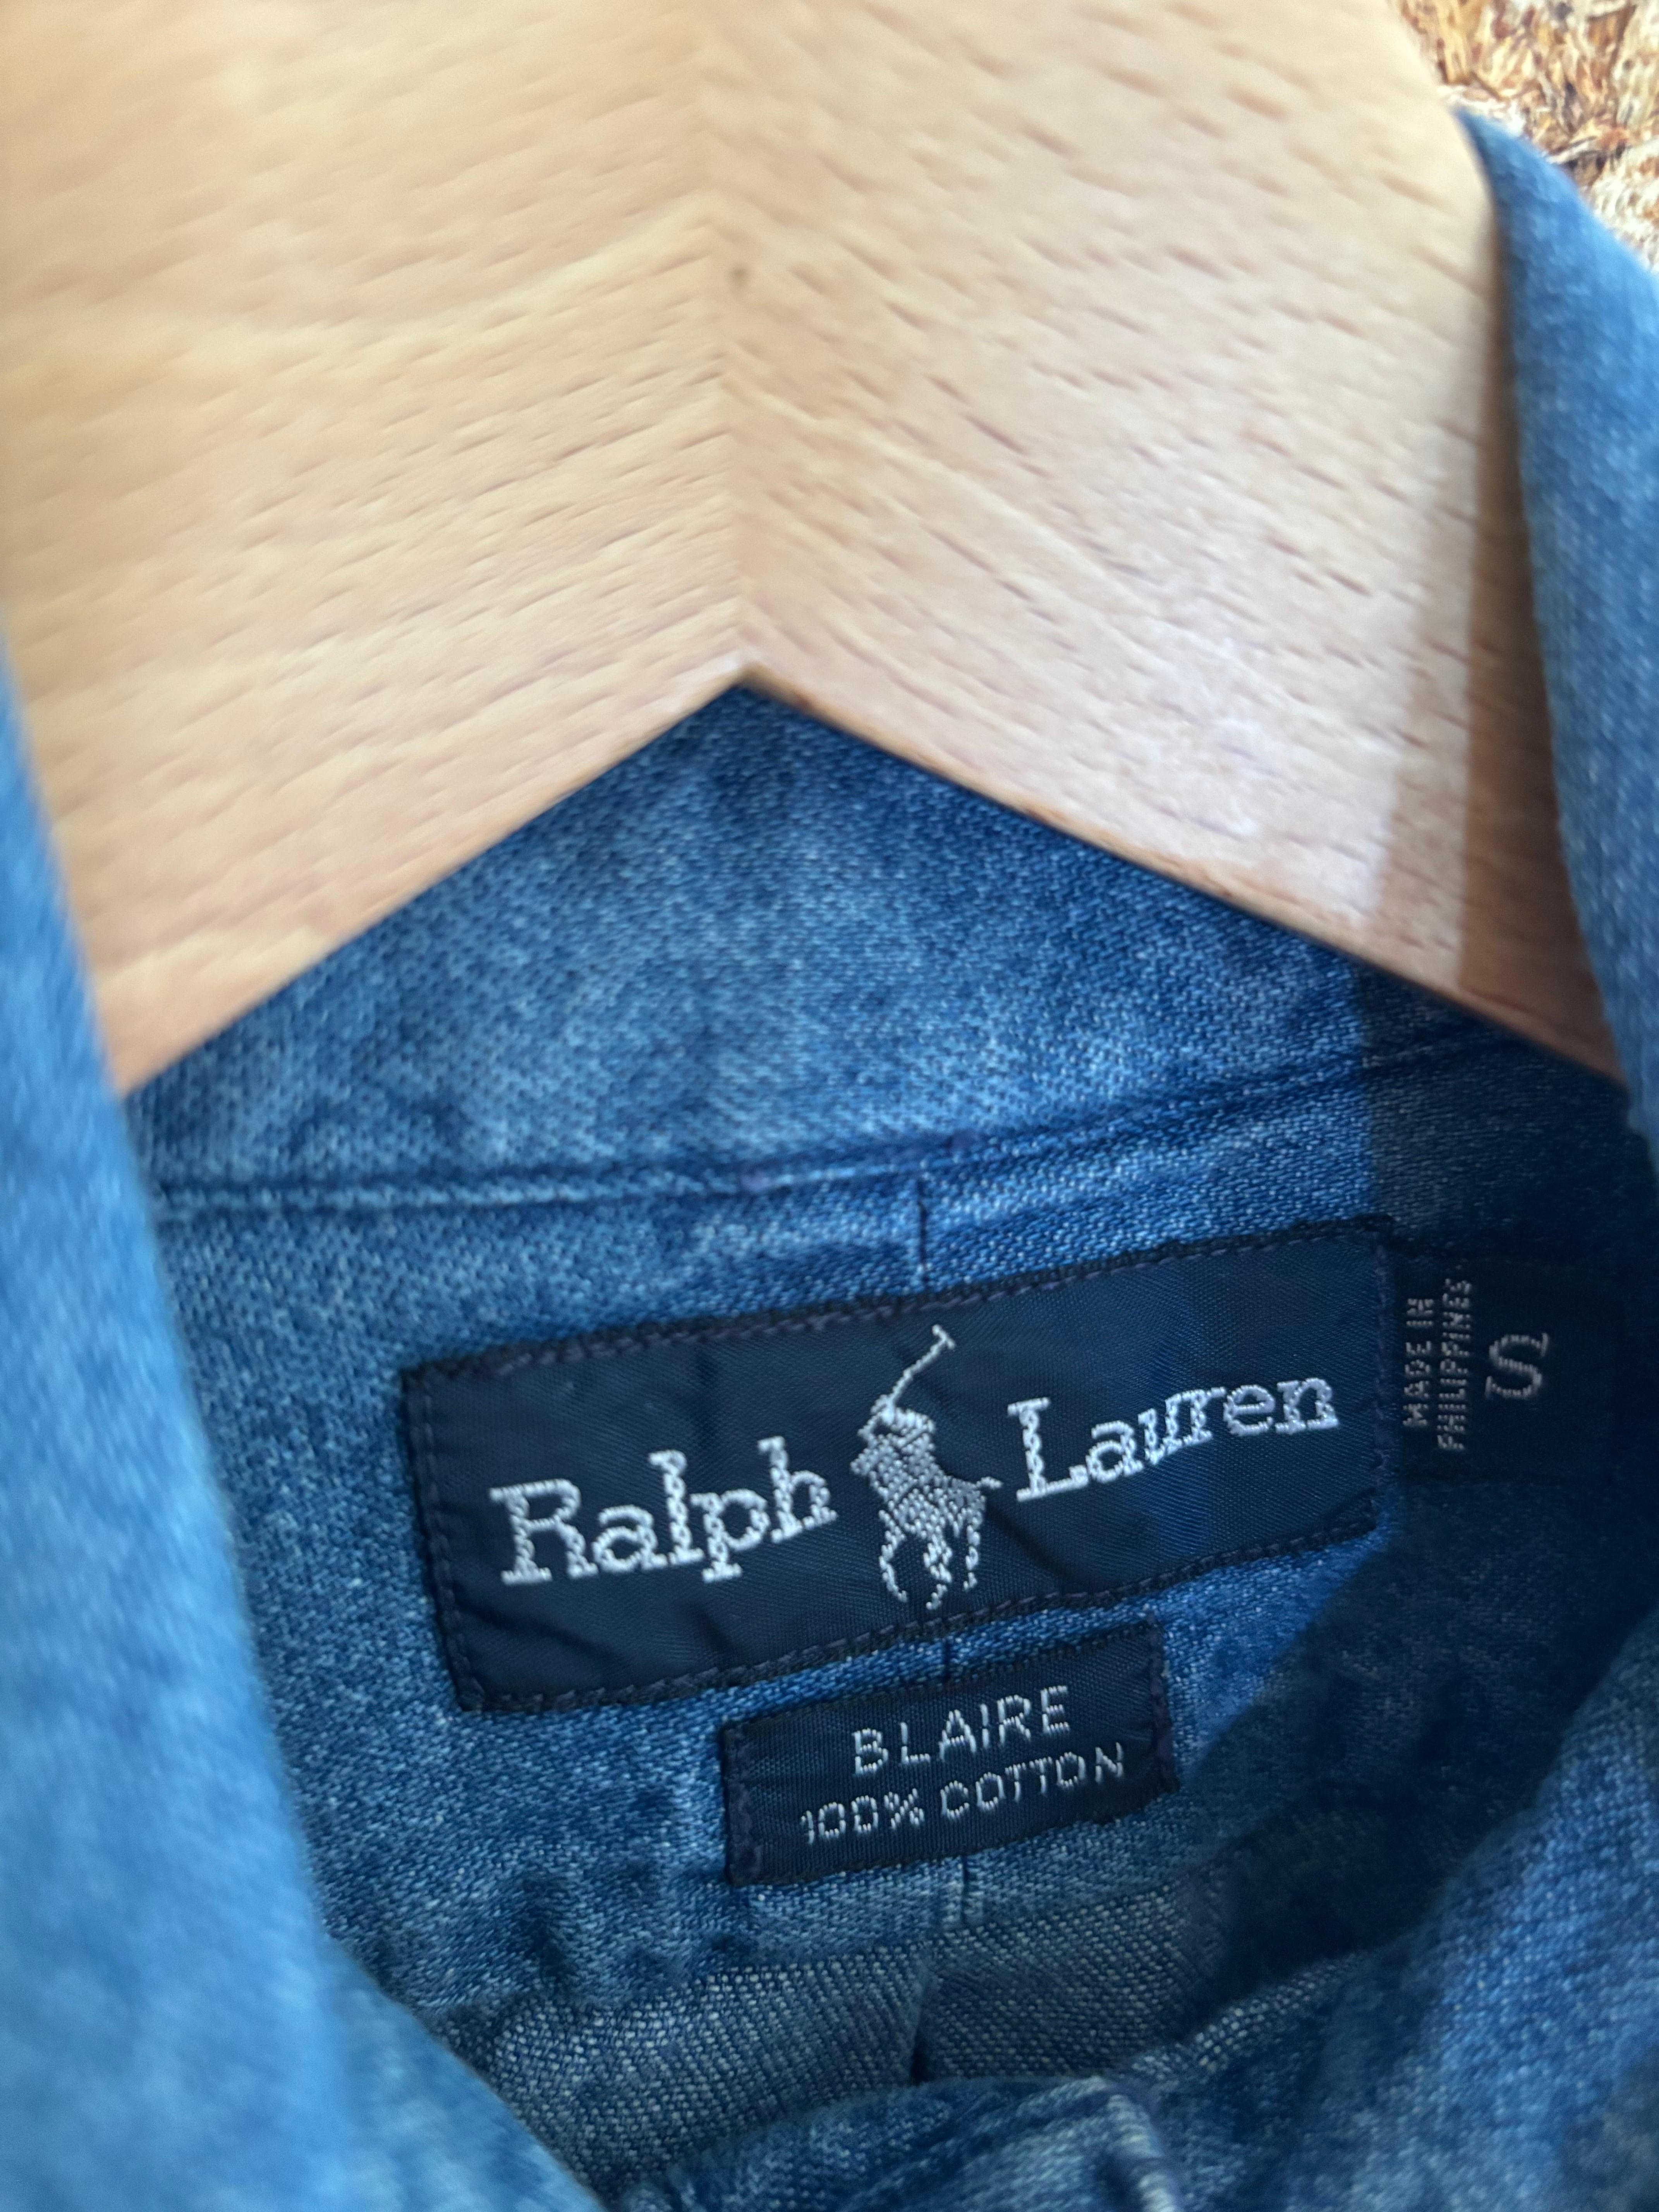 Ralph Lauren
MADE IN
PHILIPPINES
S
BLAIRE
100% COTTON